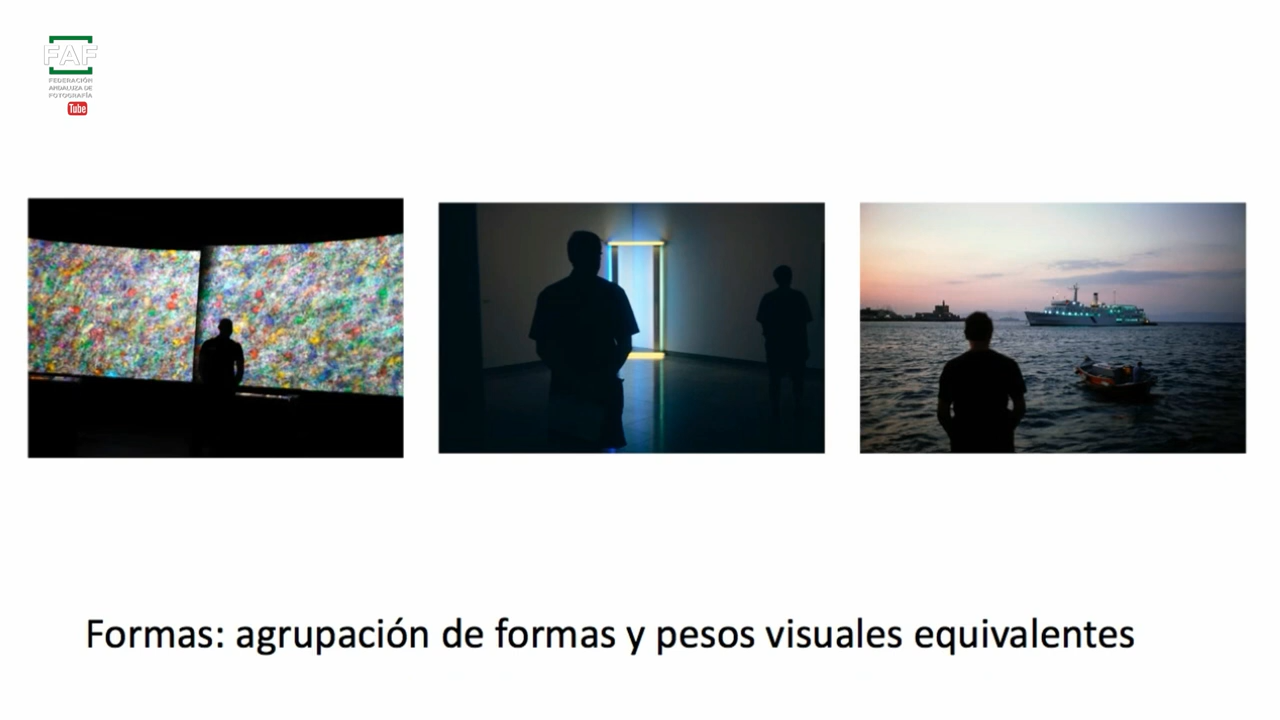 FAF
FEDERACIÓN
ANDALUZA DE
FOTOGRAFÍA
Tube
Formas: agrupación de formas y pesos visuales equivalentes